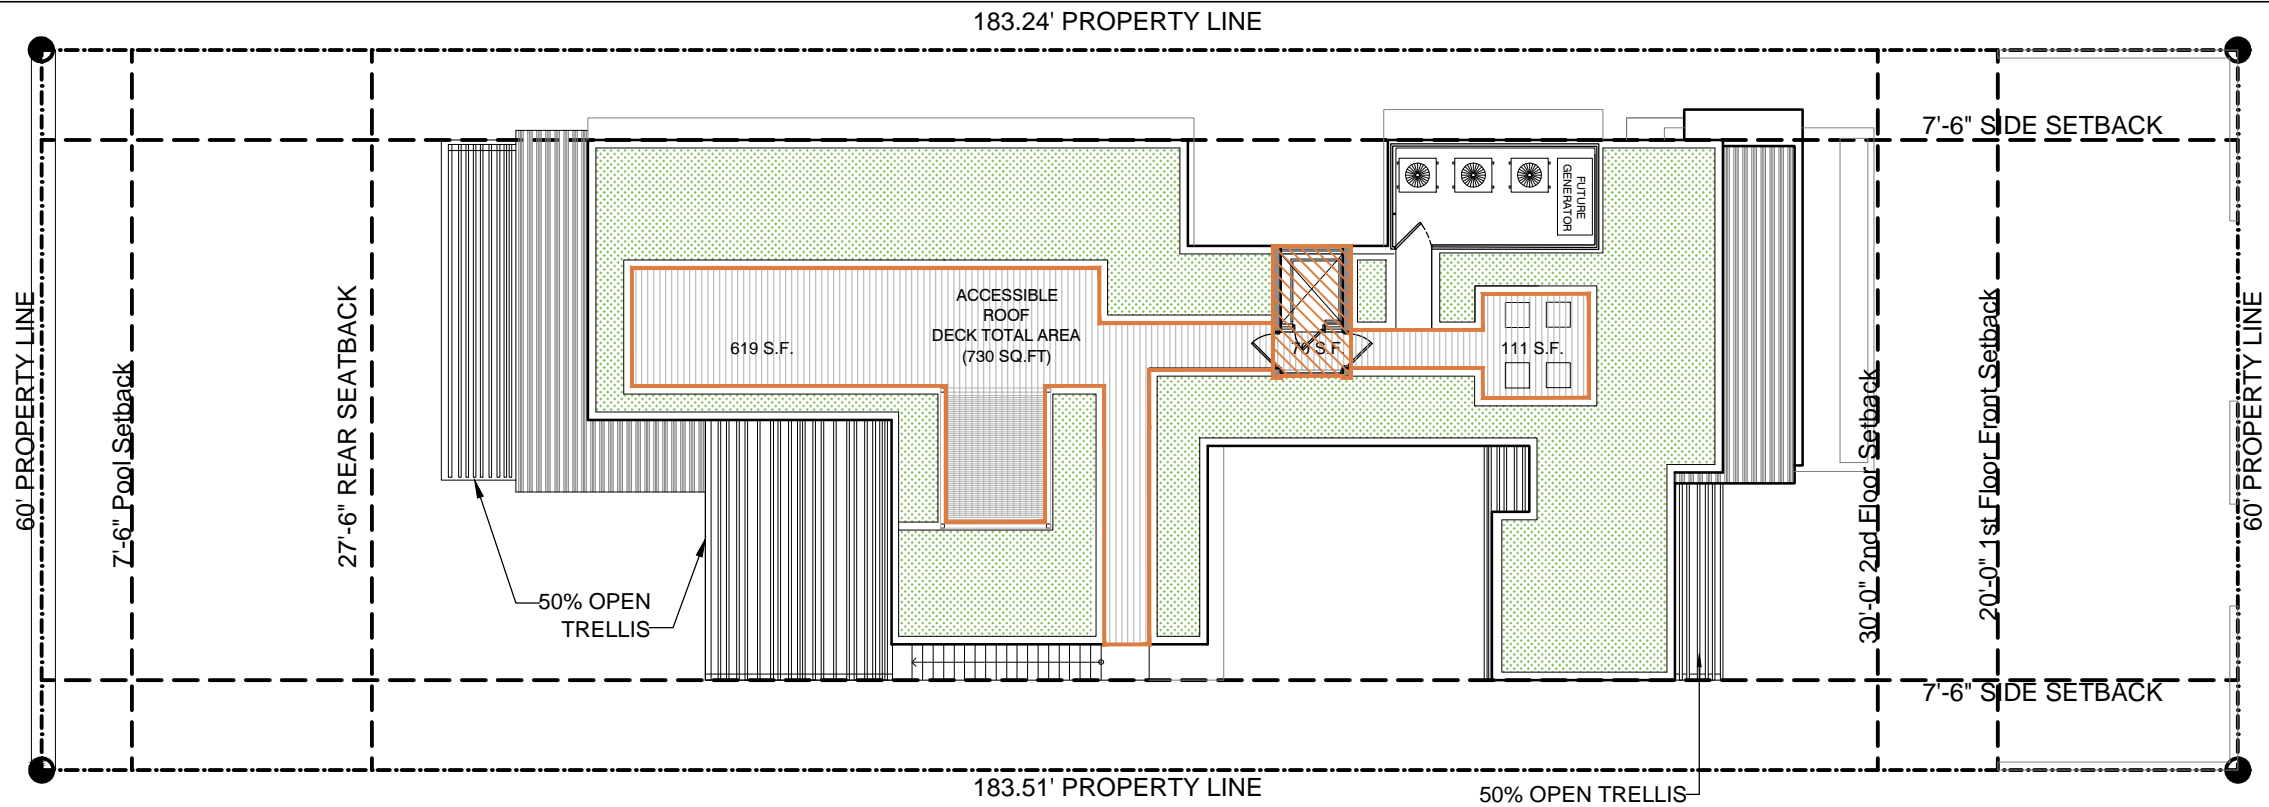 183.24' PROPERTY LINE
7'-6" SIDE SETBACK
FUTURE
GENERATOR
ACCESSIBLE
ROOF
DECK TOTAL AREA
(730 SQ.FT)
619 S.F.
S.F.
111 S.F.
60' PROPERTY LINE
7'-6" Pool Setback
27'-6" REAR SEATBACK
30'-0" 2nd Floor Setback
20'-0" 1st Floor Front Setback
60' PROPERTY LINE
50% OPEN
TRELLIS
7'-6" SIDE SETBACK
183.51' PROPERTY LINE
50% OPEN TRELLIS